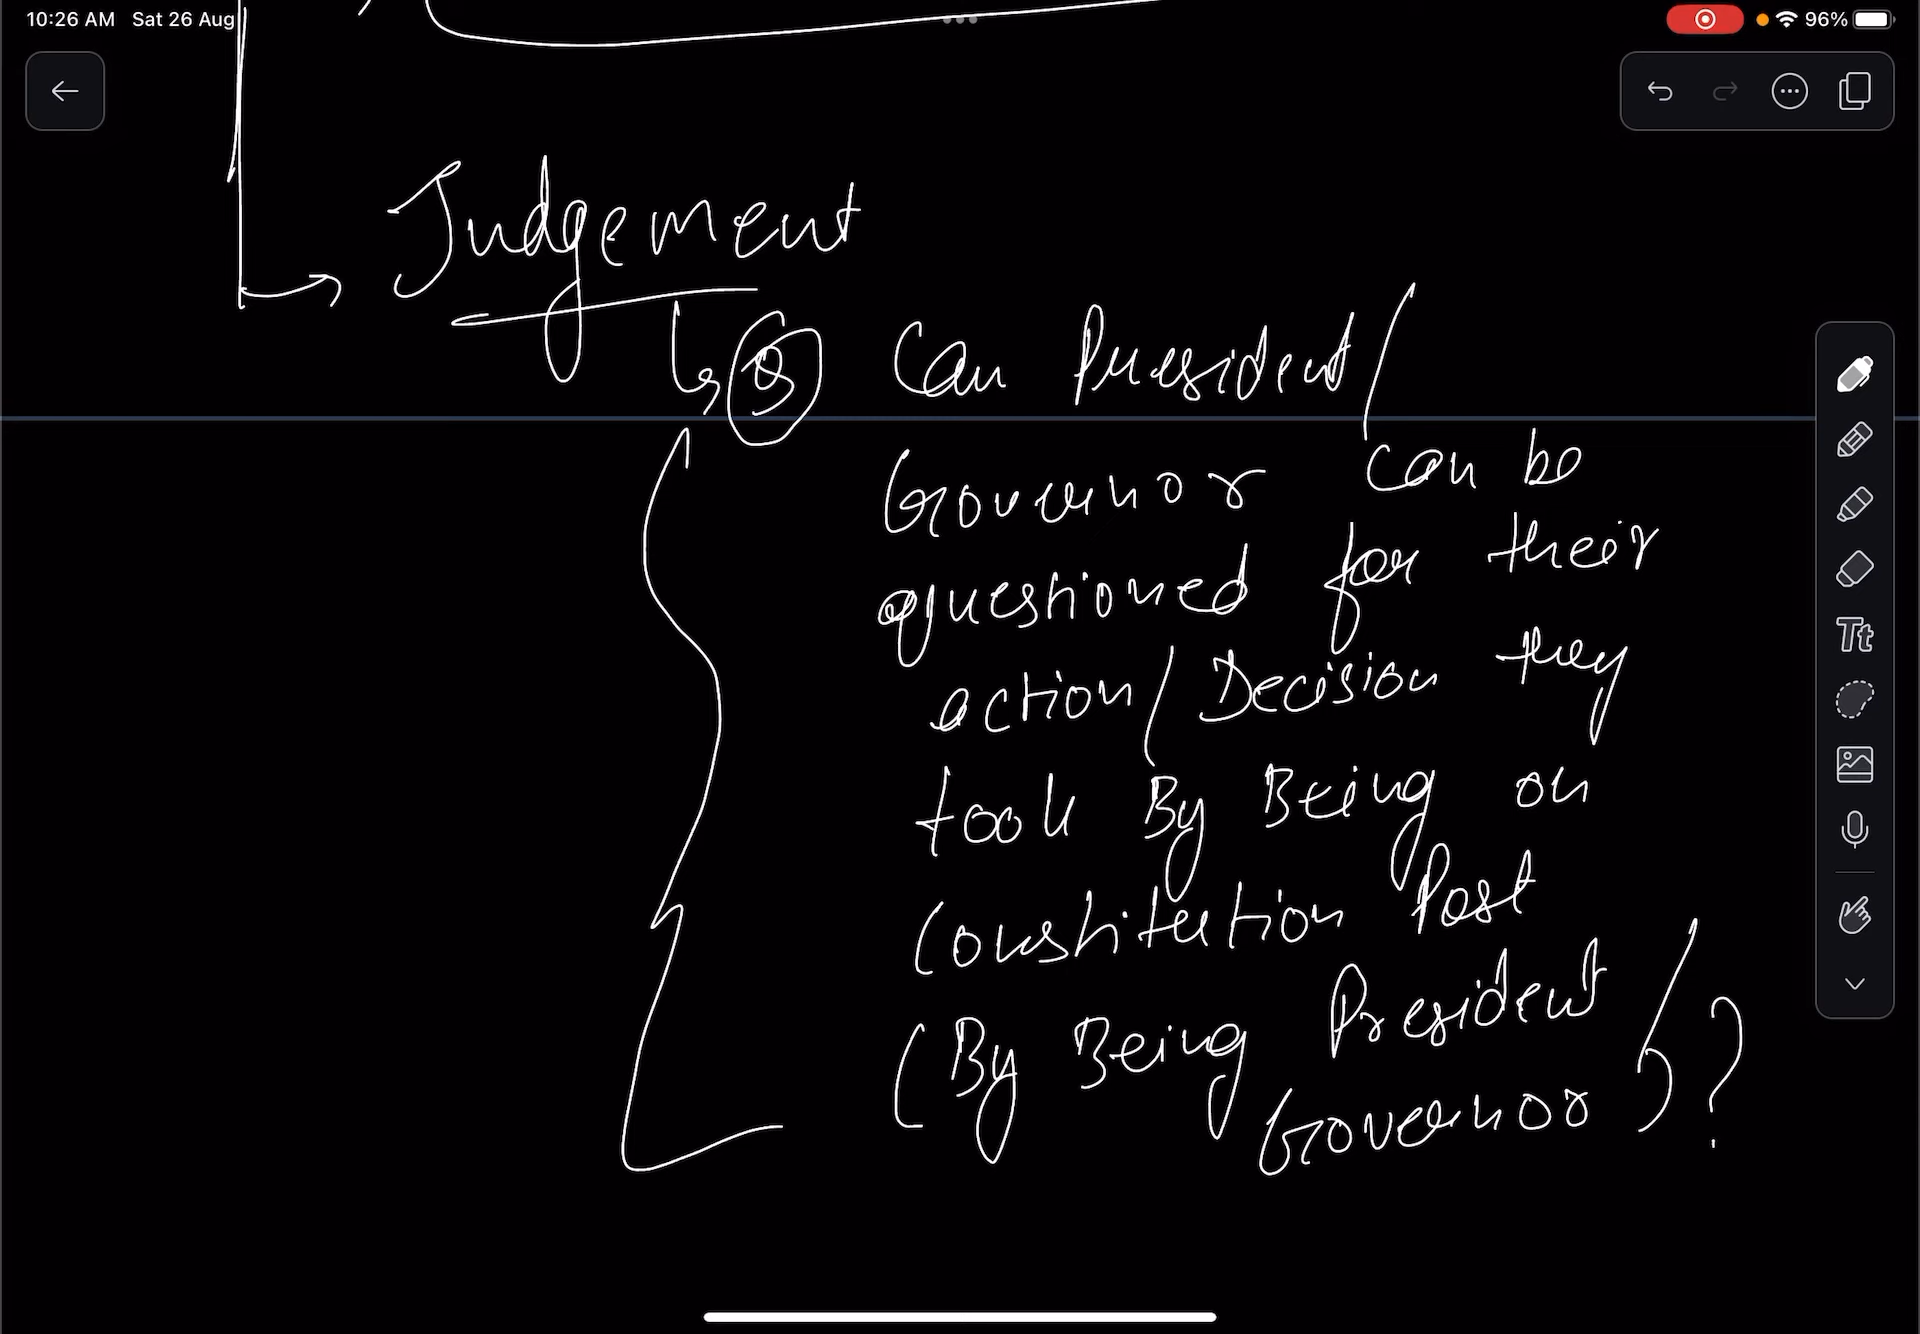 10:26 AM Sat 26 Aug
96%
Judgement
Q Can President/
Governor can be
questioned for their
action/Decision they
took By Being on
Constitution Post
(By Being President/
Governor)?
Tt